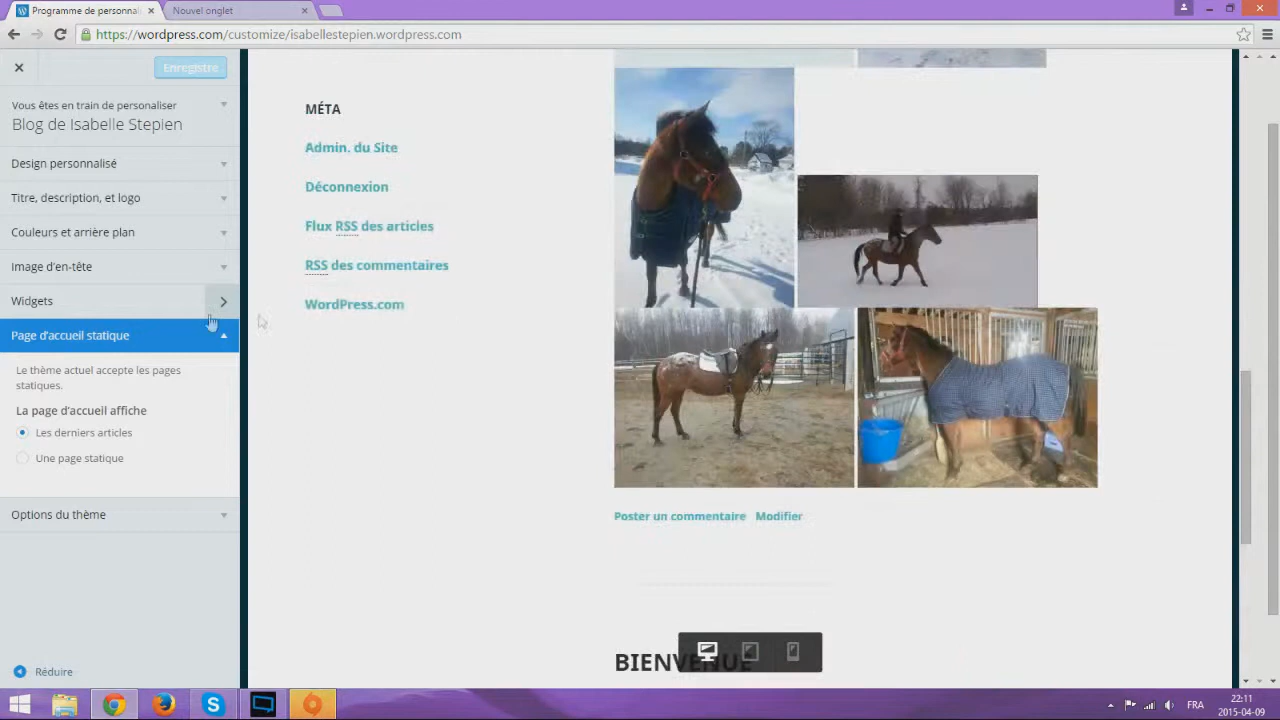 Programme de personnal
Nouvel onglet
https://wordpress.com/customize/isabellestepien.wordpress.com
Enregistré
Vous êtes en train de personaliser
Blog de Isabelle Stepien
Design personnalisé
Titre, description, et logo
Couleurs et arrière plan
Image d'en-tête
Widgets
Page d'accueil statique
Le thème actuel accepte les pages
statiques.
La page d'accueil affiche
Les derniers articles
Une page statique
Options du thème
Réduire
MÉTA
Admin. du Site
Déconnexion
Flux RSS des articles
RSS des commentaires
WordPress.com
Poster un commentaire Modifier
BIENVENUE
FRA
22:11
2015-04-09